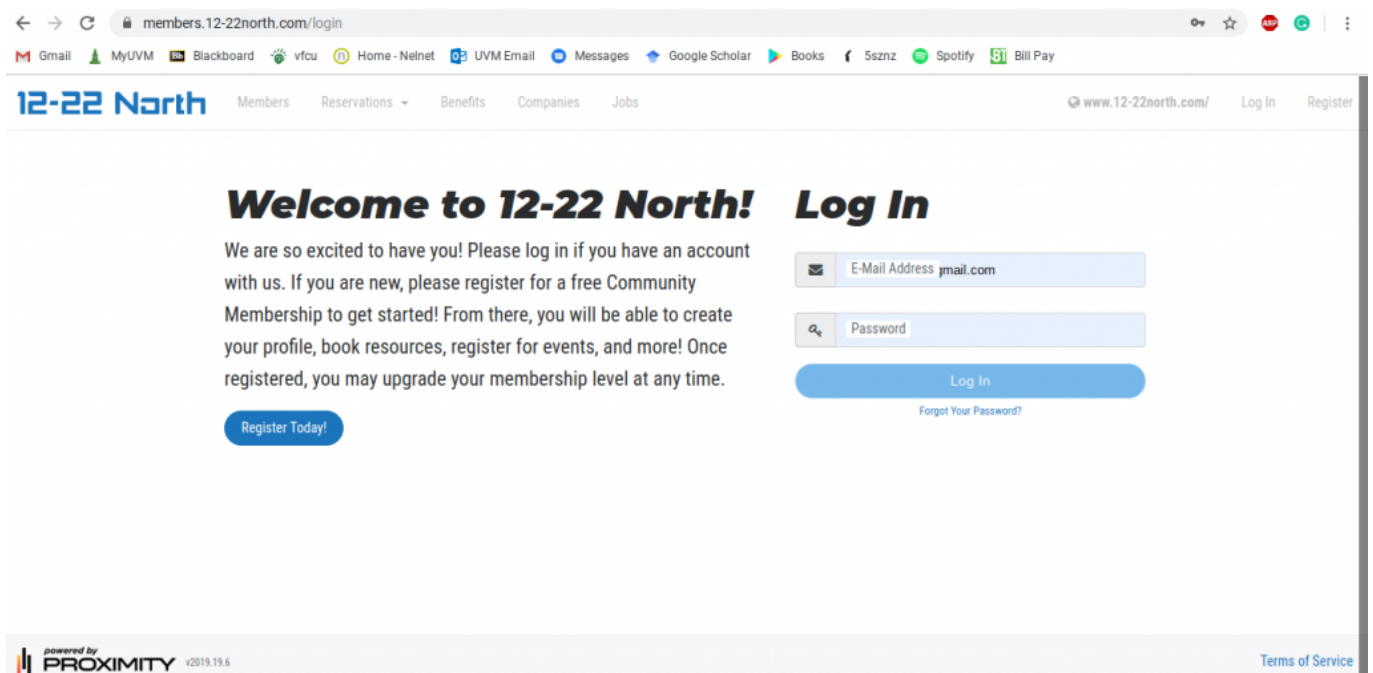 members.12-22north.com/login
ABP
Gmail MyUVM Bb Blackboard vfcu n Home - Nelnet UVM Email Messages Google Scholar Books 5sznz Spotify Bill Pay
12-22 North Members Reservations Benefits Companies Jobs www.12-22north.com/ Log In Register
Welcome to 12-22 North!
We are so excited to have you! Please log in if you have an account
with us. If you are new, please register for a free Community
Membership to get started! From there, you will be able to create
your profile, book resources, register for events, and more! Once
registered, you may upgrade your membership level at any time.
Register Today!
Log In
E-Mail Address gmail.com
Password
Log In
Forgot Your Password?
powered by
PROXIMITY v2019.19.6
Terms of Service